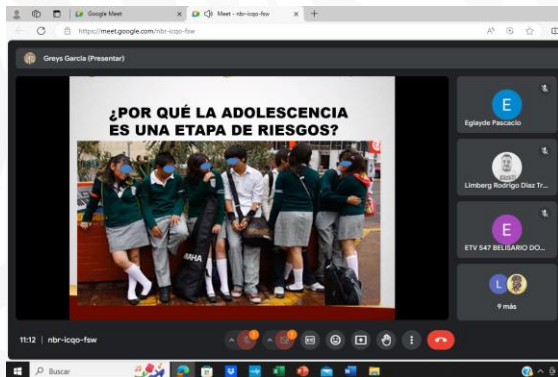 Google Meet
Meet - nbr-icqo-fsw
https://meet.google.com/nbr-icqo-fsw
Greys García (Presentar)
¿POR QUÉ LA ADOLESCENCIA
ES UNA ETAPA DE RIESGOS?
AHA
E
Eglayde Pascacio
Limberg Rodrigo Diaz Tr...
E
ETV 547 BELISARIO DO...
L
9 más
11:12 | nbr-icqo-fsw
Buscar